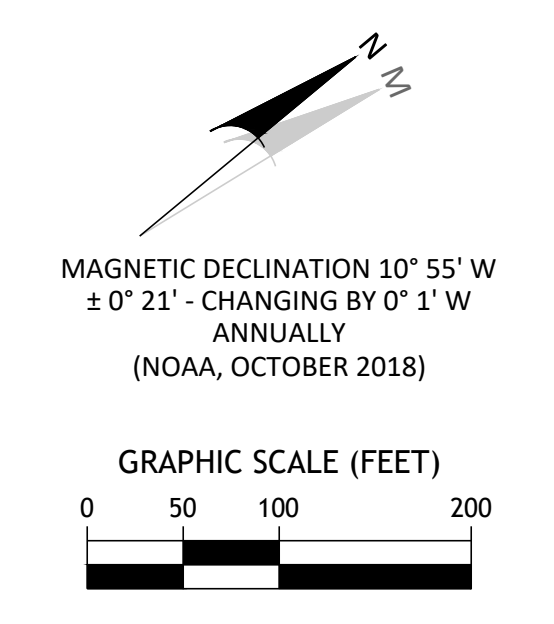 N
M
MAGNETIC DECLINATION 10° 55' W
± 0° 21' - CHANGING BY 0° 1' W
ANNUALLY
(NOAA, OCTOBER 2018)
GRAPHIC SCALE (FEET)
0 50 100 200